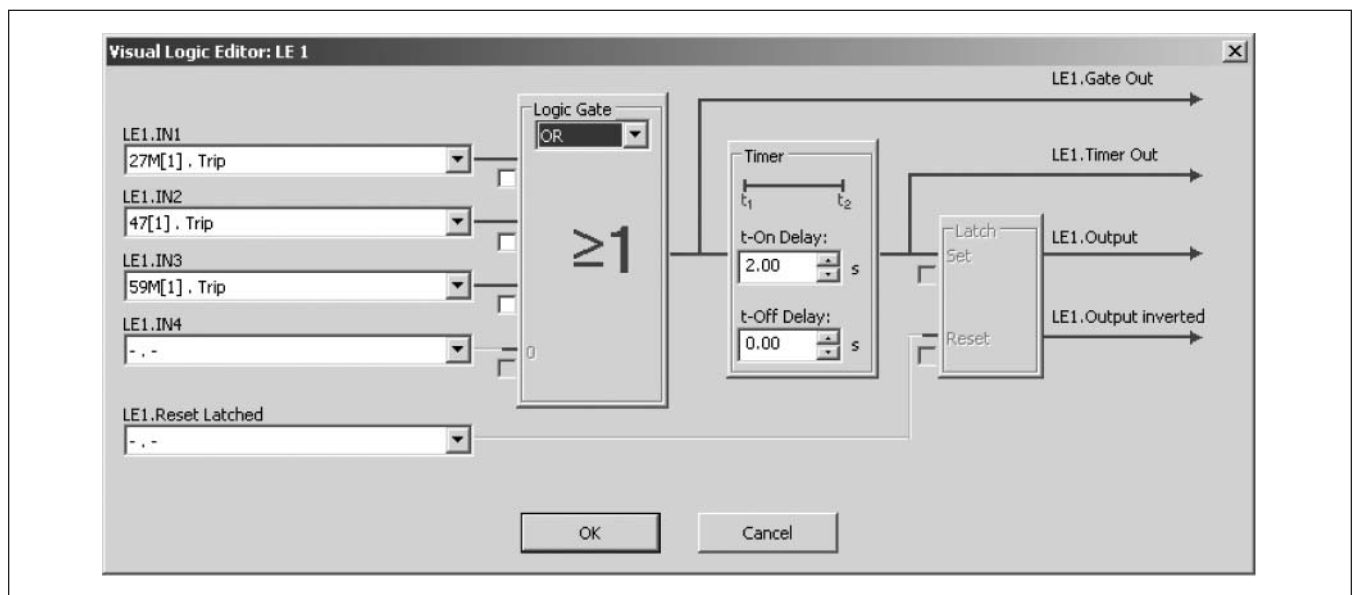 Visual Logic Editor: LE 1
LE1.Gate Out
Logic Gate
OR
LE1.IN1
27M[1] . Trip
Timer
LE1.Timer Out
t1 t2
LE1.IN2
47[1] . Trip
≥1
t-On Delay:
2.00 s
Latch
Set
LE1.Output
LE1.IN3
59M[1] . Trip
LE1.IN4
- . -
0
t-Off Delay:
0.00 s
Reset
LE1.Output inverted
LE1.Reset Latched
- . -
OK
Cancel